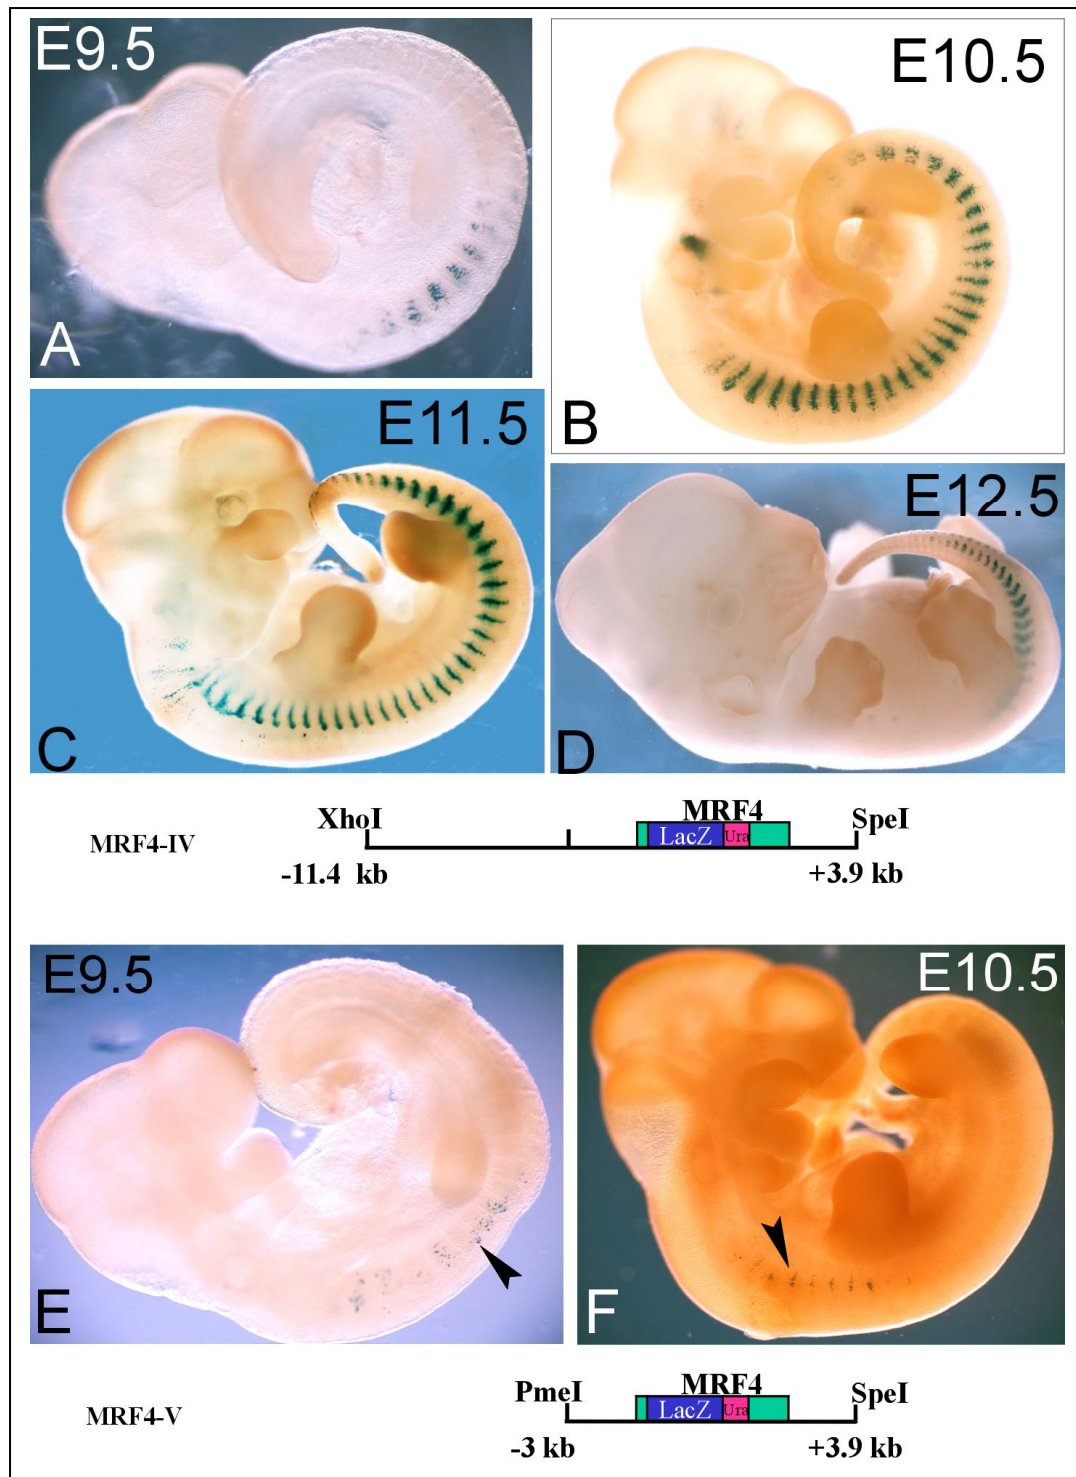 E9.5
A
E10.5
B
E11.5
C
E12.5
D
MRF4-IV
XhoI
MRF4
SpeI
LacZ
Ura
-11.4 kb
+3.9 kb
E9.5
E
E10.5
F
MRF4-V
PmeI
MRF4
SpeI
LacZ
Ura
-3 kb
+3.9 kb